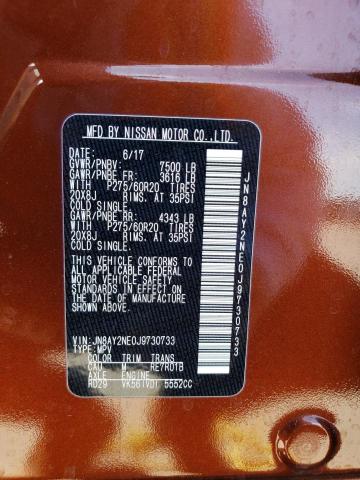 MFD BY NISSAN MOTOR CO.,LTD.
DATE: 6/17
GVWR/PNBV: 7500 LB
GAWR/PNBE FR: 3616 LB
WITH P275/60R20 TIRES
20X8J RIMS, AT 35PSI
COLD SINGLE
GAWR/PNBE RR: 4343 LB
WITH P275/60R20 TIRES
20X8J RIMS, AT 35PSI
COLD SINGLE
THIS VEHICLE CONFORMS TO
ALL APPLICABLE FEDERAL
MOTOR VEHICLE SAFETY
STANDARDS IN EFFECT ON
THE DATE OF MANUFACTURE
SHOWN ABOVE.
VIN:JN8AY2NE0J9730733
TYPE:MPV
COLOR TRIM TRANS
CAU M RE7R01B
AXLE ENGINE
RD29 VK56(VD) 5552CC
JN8AY2NE0J9730733